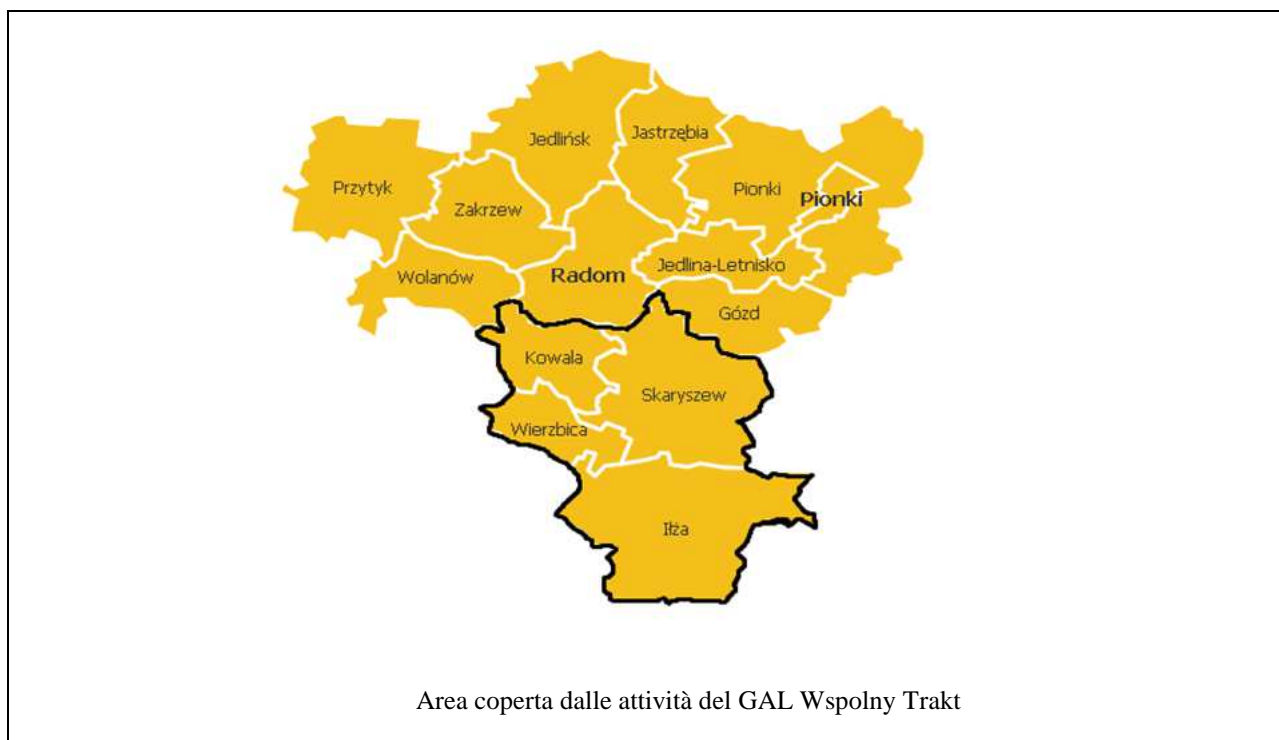 Jedlińsk
Jastrzębia
Przytyk
Zakrzew
Pionki
Pionki
Wolanów
Radom
Jedlina-Letnisko
Gózd
Kowala
Skaryszew
Wierzbica
Iłża
Area coperta dalle attività del GAL Wspolny Trakt